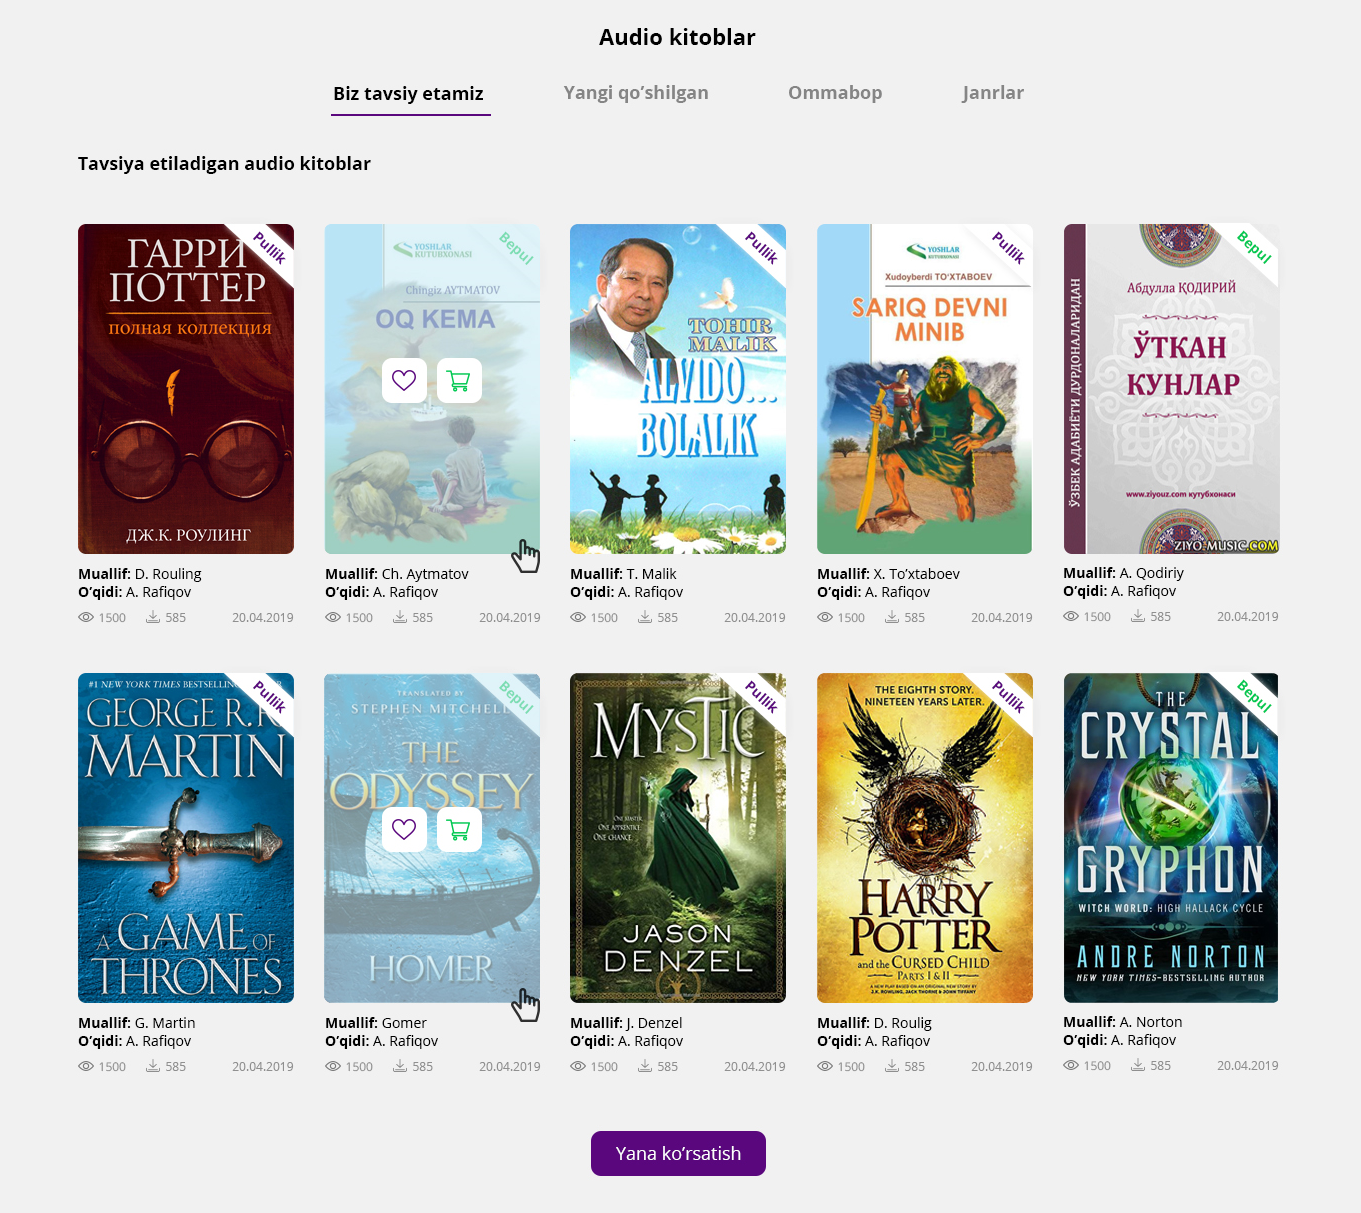 Audio kitoblar
Biz tavsiy etamiz
Yangi qo‘shilgan
Ommabop
Janrlar
Tavsiya etiladigan audio kitoblar
Pullik
ГАРРИ
ПОТТЕР
полная коллекция
ДЖ.К. РОУЛИНГ
Muallif: D. Rouling
O‘qidi: A. Rafiqov
1500 585 20.04.2019
Bepul
YOSHLAR
KUTUBXONASI
Chingiz AYTMATOV
OQ KEMA
Muallif: Ch. Aytmatov
O‘qidi: A. Rafiqov
1500 585 20.04.2019
Pullik
TOHIR
MALIK
ALVIDO...
BOLALIK
Muallif: T. Malik
O‘qidi: A. Rafiqov
1500 585 20.04.2019
Pullik
YOSHLAR
KUTUBXONASI
Xudoyberdi TO'XTABOEV
SARIQ DEVNI
MINIB
Muallif: X. To‘xtaboev
O‘qidi: A. Rafiqov
1500 585 20.04.2019
Bepul
ЎЗБЕК АДАБИЁТИ ДУРДОНАЛАРИДАН
Абдулла ҚОДИРИЙ
ЎТКАН
КУНЛАР
www.ziyouz.com кутубхонаси
ZIYO-MUSIC.COM
Muallif: A. Qodiriy
O‘qidi: A. Rafiqov
1500 585 20.04.2019
Pullik
#1 NEW YORK TIMES BESTSELLING
GEORGE R.R.
MARTIN
A GAME OF
THRONES
Muallif: G. Martin
O‘qidi: A. Rafiqov
1500 585 20.04.2019
Bepul
TRANSLATED BY
STEPHEN MITCHELL
THE
ODYSSEY
HOMER
Muallif: Gomer
O‘qidi: A. Rafiqov
1500 585 20.04.2019
Pullik
MYSTIC
ONE MASTER.
ONE APPRENTICE.
ONE CHANCE.
JASON
DENZEL
Muallif: J. Denzel
O‘qidi: A. Rafiqov
1500 585 20.04.2019
Pullik
THE EIGHTH STORY.
NINETEEN YEARS LATER.
HARRY
POTTER
and the CURSED CHILD
PARTS I & II
A NEW PLAY BASED ON AN ORIGINAL NEW STORY BY
J.K. ROWLING, JACK THORNE & JOHN TIFFANY
Muallif: D. Roulig
O‘qidi: A. Rafiqov
1500 585 20.04.2019
Bepul
THE
CRYSTAL
GRYPHON
WITCH WORLD: HIGH HALLACK CYCLE
ANDRE NORTON
NEW YORK TIMES–BESTSELLING AUTHOR
Muallif: A. Norton
O‘qidi: A. Rafiqov
1500 585 20.04.2019
Yana ko‘rsatish